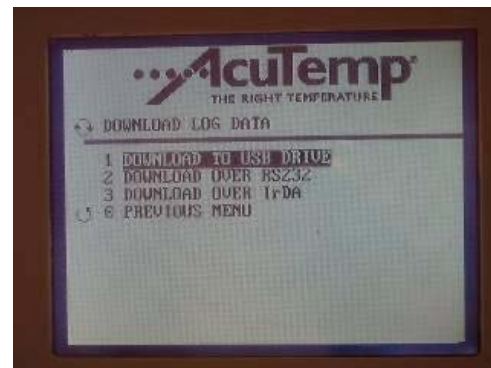 AcuTemp
THE RIGHT TEMPERATURE
DOWNLOAD LOG DATA
1 DOWNLOAD TO USB DRIVE
2 DOWNLOAD OVER RS232
3 DOWNLOAD OVER IrDA
6 PREVIOUS MENU